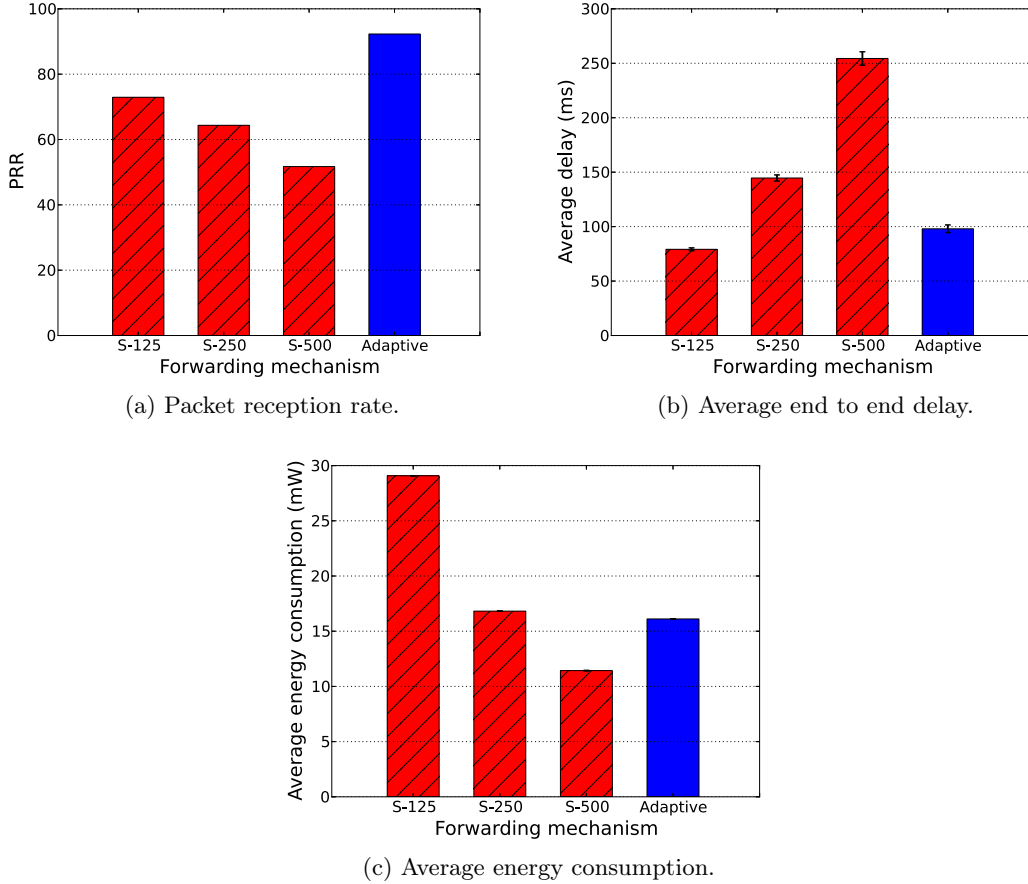 100
80
60
40
20
0
PRR
S-125 S-250 S-500 Adaptive
Forwarding mechanism
(a) Packet reception rate.
300
250
200
150
100
50
0
Average delay (ms)
S-125 S-250 S-500 Adaptive
Forwarding mechanism
(b) Average end to end delay.
30
25
20
15
10
5
0
Average energy consumption (mW)
S-125 S-250 S-500 Adaptive
Forwarding mechanism
(c) Average energy consumption.